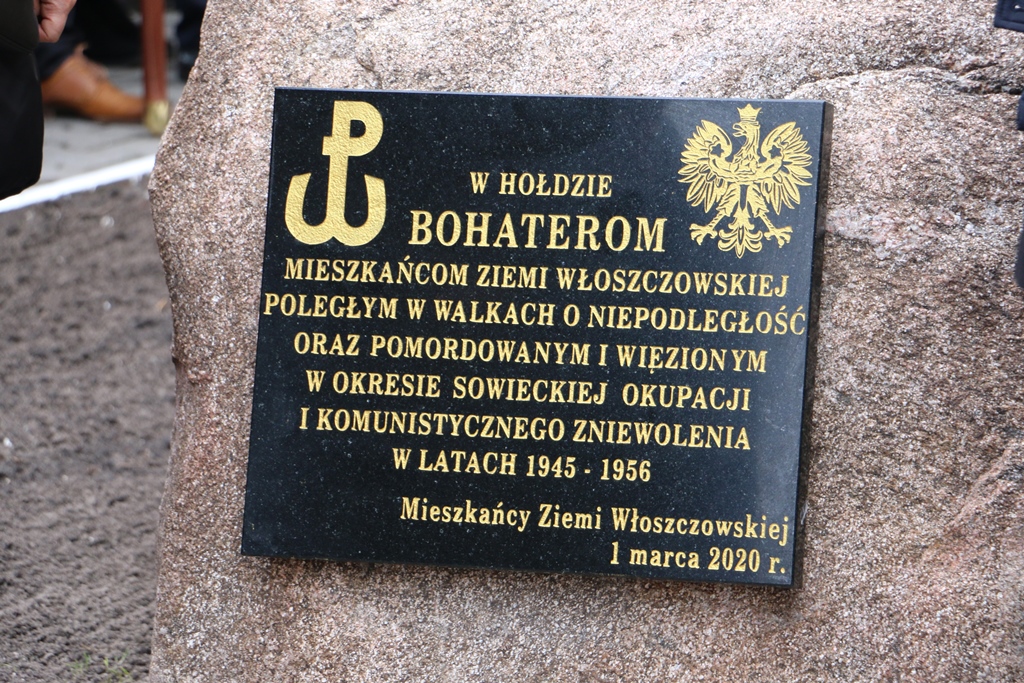 W HOŁDZIE
BOHATEROM
MIESZKAŃCOM ZIEMI WŁOSZCZOWSKIEJ
POLEGŁYM W WALKACH O NIEPODLEGŁOŚĆ
ORAZ POMORDOWANYM I WIĘZIONYM
W OKRESIE SOWIECKIEJ OKUPACJI
I KOMUNISTYCZNEGO ZNIEWOLENIA
W LATACH 1945 - 1956
Mieszkańcy Ziemi Włoszczowskiej
1 marca 2020 r.